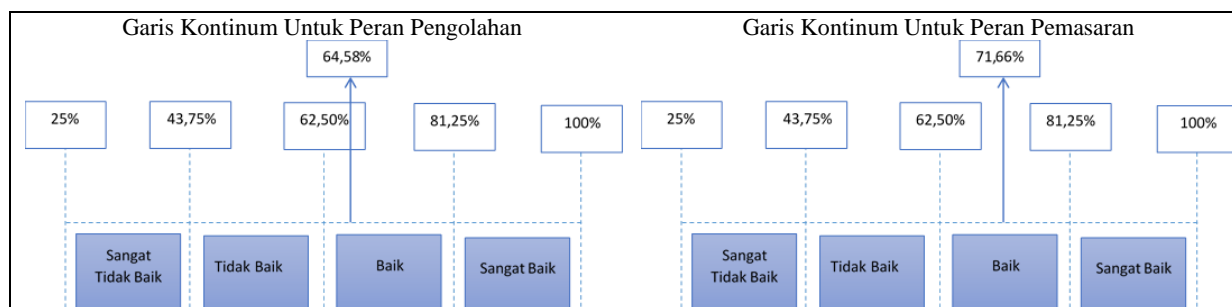 Garis Kontinum Untuk Peran Pengolahan
64,58%
25%
43,75%
62,50%
81,25%
100%
Sangat
Tidak Baik
Tidak Baik
Baik
Sangat Baik
Garis Kontinum Untuk Peran Pemasaran
71,66%
25%
43,75%
62,50%
81,25%
100%
Sangat
Tidak Baik
Tidak Baik
Baik
Sangat Baik